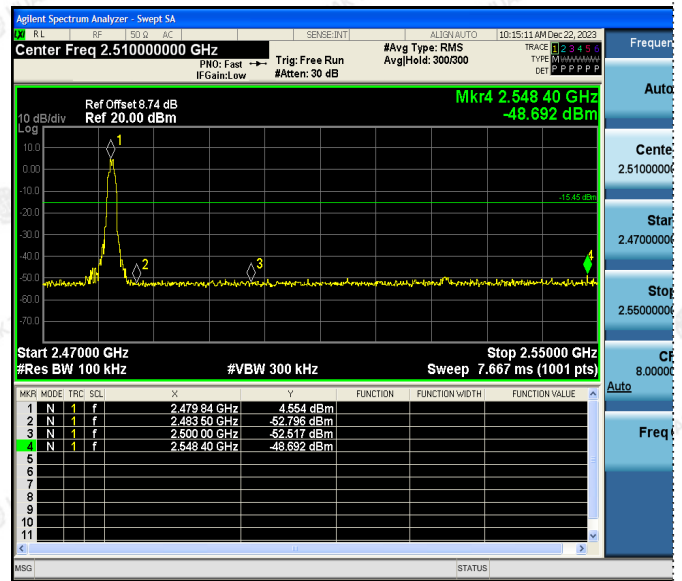 Agilent Spectrum Analyzer - Swept SA
LXI RL RF 50 Ω AC SENSE:INT ALIGNAUTO 10:15:11 AM Dec 22, 2023
Center Freq 2.510000000 GHz #Avg Type: RMS TRACE 1 2 3 4 5 6
PNO: Fast Trig: Free Run Avg|Hold: 300/300 TYPE M
IFGain:Low #Atten: 30 dB DET P P P P P P
Mkr4 2.548 40 GHz
-48.692 dBm
Ref Offset 8.74 dB
10 dB/div Ref 20.00 dBm
Log
10.0
0.00
-10.0
-20.0
-30.0
-40.0
-50.0
-60.0
-70.0
1
2
3
4
-15.45 dBm
Start 2.47000 GHz Stop 2.55000 GHz
#Res BW 100 kHz #VBW 300 kHz Sweep 7.667 ms (1001 pts)
MKR MODE TRC SCL X Y FUNCTION FUNCTION WIDTH FUNCTION VALUE
1 N 1 f 2.479 84 GHz 4.554 dBm
2 N 1 f 2.483 50 GHz -52.796 dBm
3 N 1 f 2.500 00 GHz -52.517 dBm
4 N 1 f 2.548 40 GHz -48.692 dBm
5
6
7
8
9
10
11
MSG STATUS
Frequen
Auto
Cente
2.5100000
Star
2.4700000
Stop
2.5500000
CF
8.0000
Auto
Freq